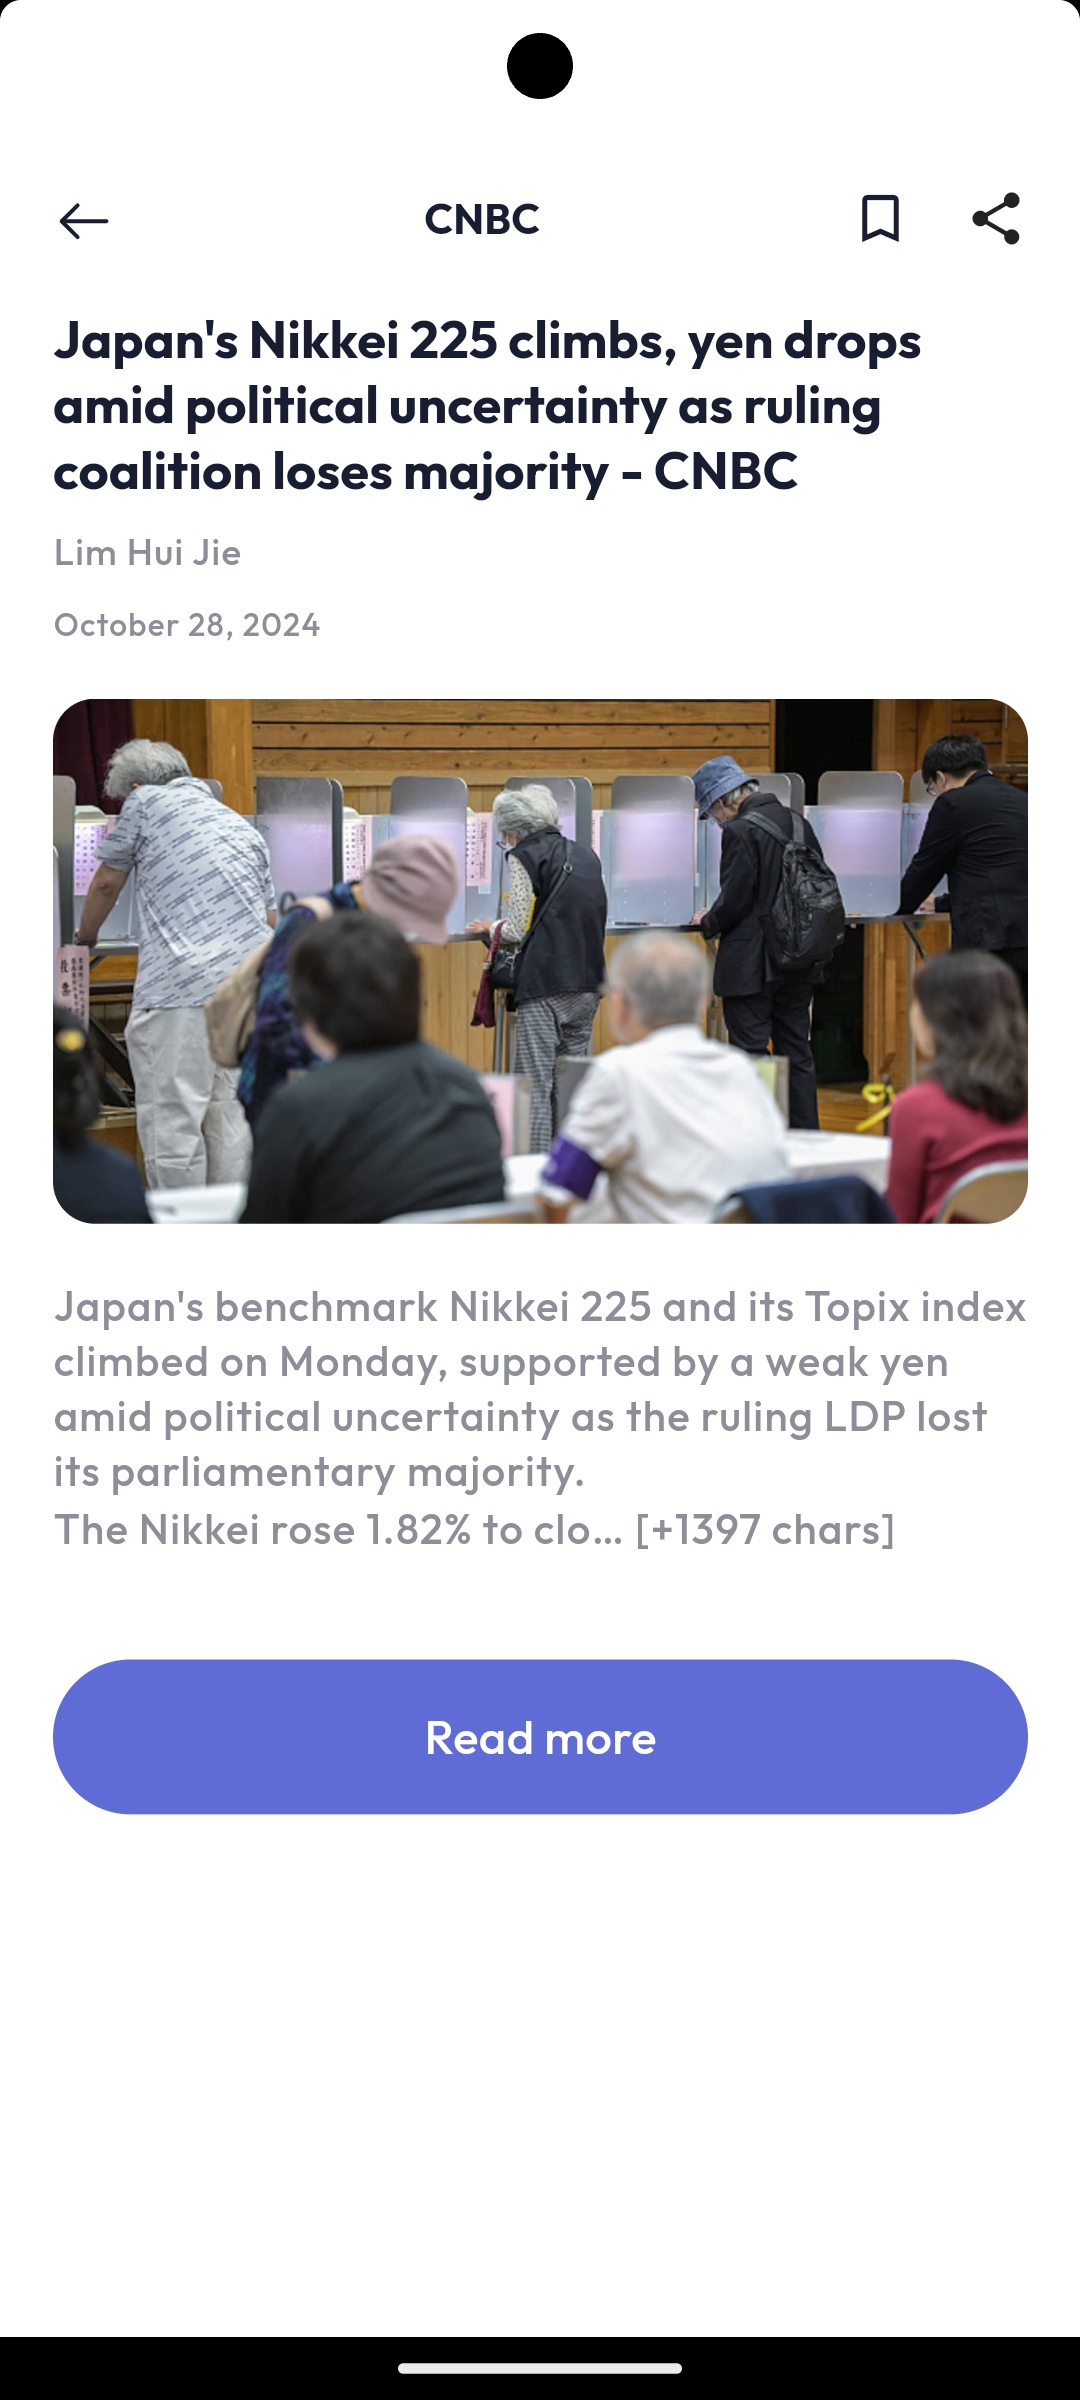 CNBC
Japan's Nikkei 225 climbs, yen drops
amid political uncertainty as ruling
coalition loses majority - CNBC
Lim Hui Jie
October 28, 2024
Japan's benchmark Nikkei 225 and its Topix index
climbed on Monday, supported by a weak yen
amid political uncertainty as the ruling LDP lost
its parliamentary majority.
The Nikkei rose 1.82% to clo… [+1397 chars]
Read more